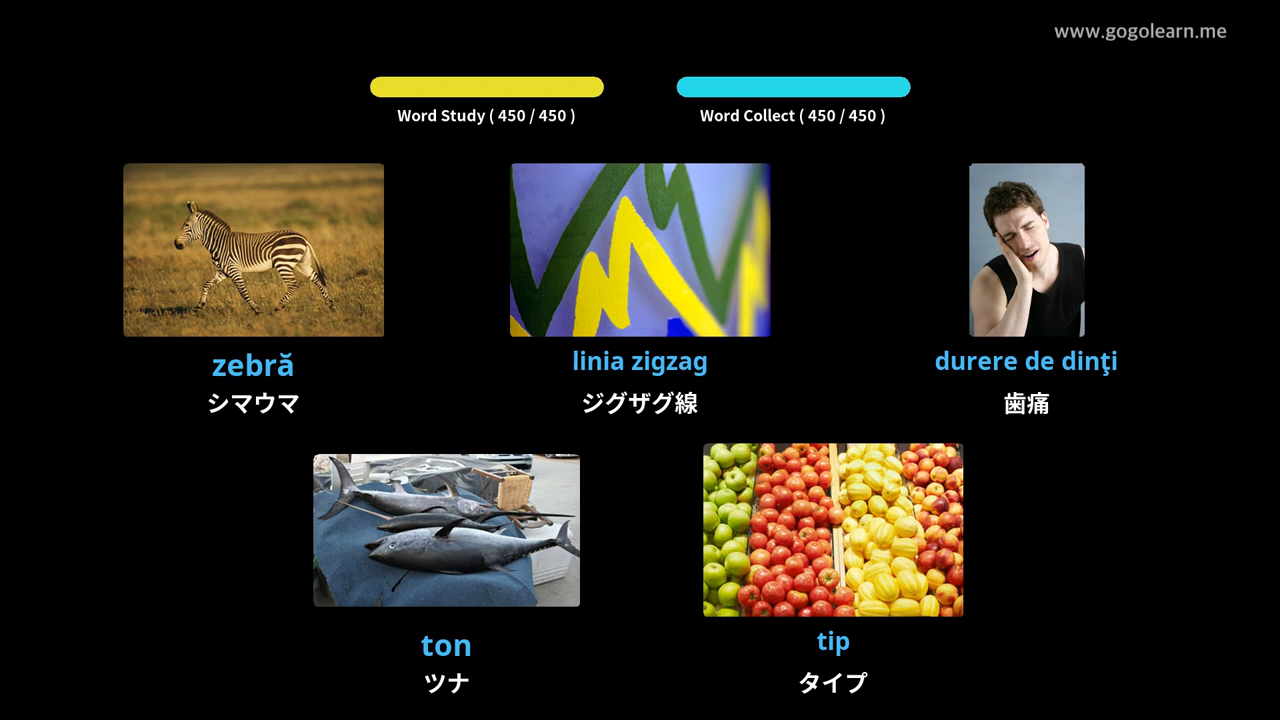 www.gogolearn.me
Word Study ( 450 / 450 )
Word Collect ( 450 / 450 )
zebră
linia zigzag
durere de dinţi
シマウマ
ジグザグ線
歯痛
ton
tip
ツナ
タイプ